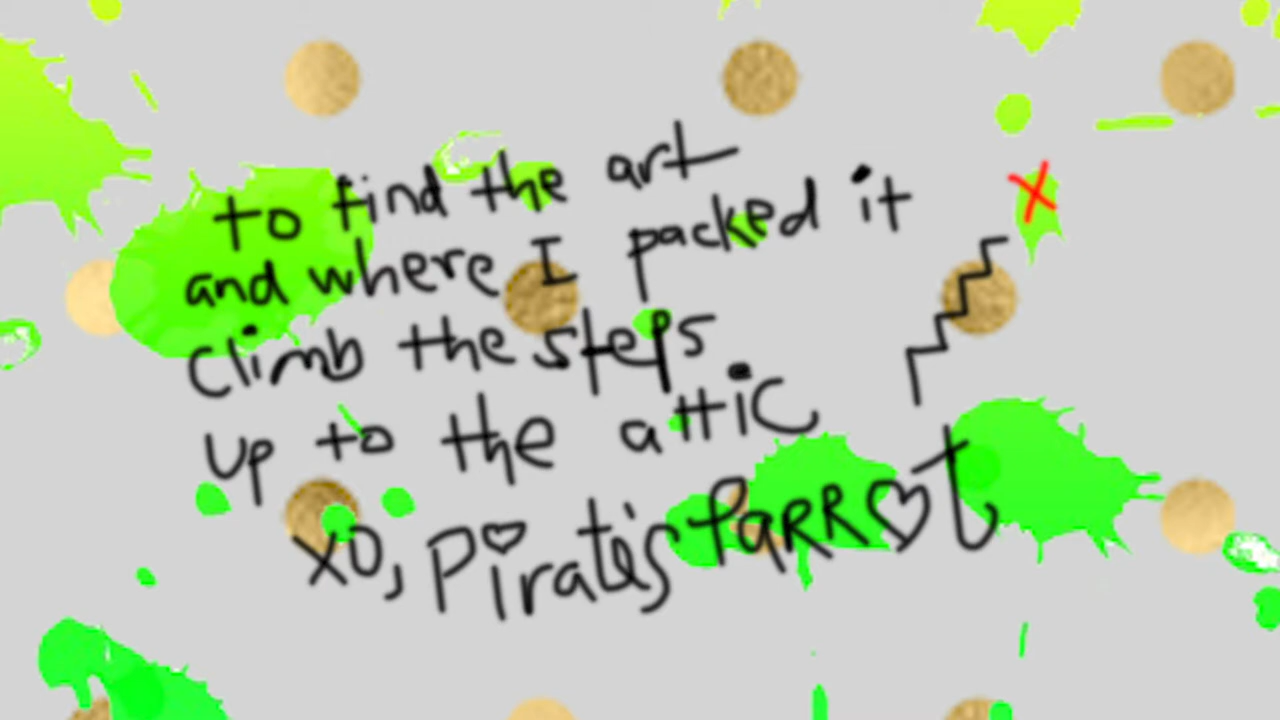 to find the art
and where I packed it
climb the steps
up to the attic
XO, Pirate's PARROt